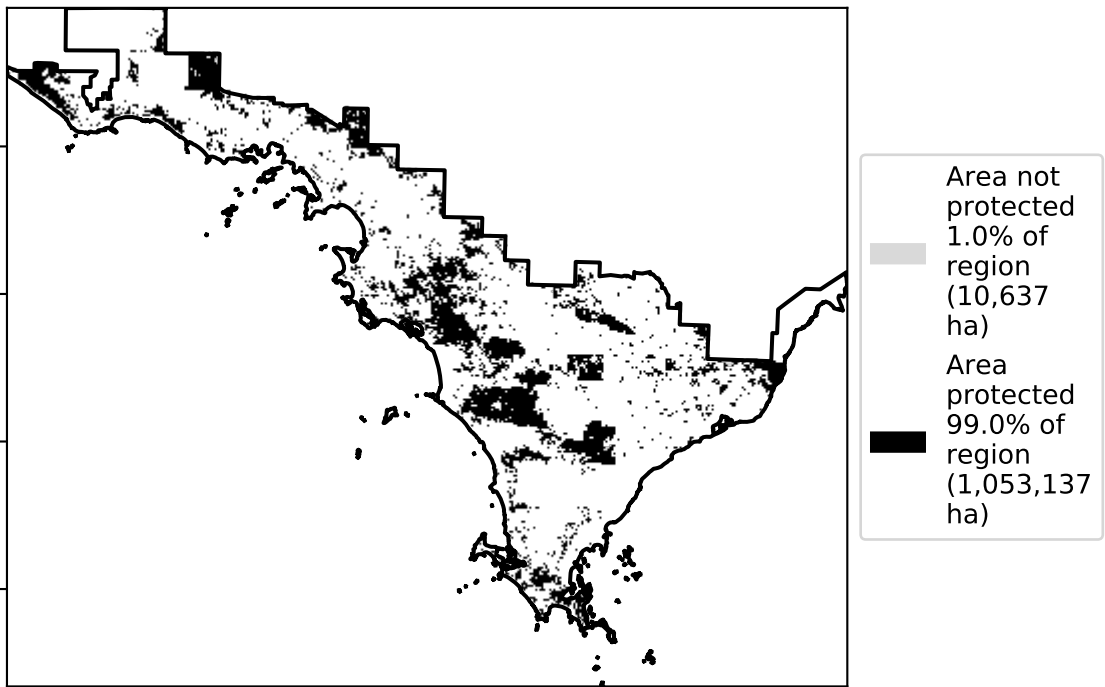 Area not
protected
1.0% of
region
(10,637
ha)
Area
protected
99.0% of
region
(1,053,137
ha)